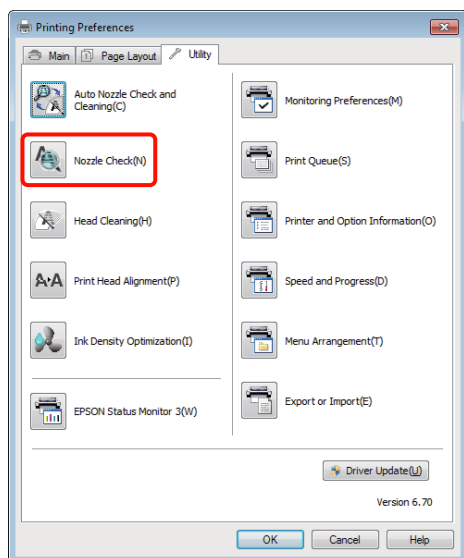 Printing Preferences
Main
Page Layout
Utility
Auto Nozzle Check and
Cleaning(C)
Nozzle Check(N)
Head Cleaning(H)
Print Head Alignment(P)
Ink Density Optimization(I)
EPSON Status Monitor 3(W)
Monitoring Preferences(M)
Print Queue(S)
Printer and Option Information(O)
Speed and Progress(D)
Menu Arrangement(T)
Export or Import(E)
Driver Update(U)
Version 6.70
OK
Cancel
Help